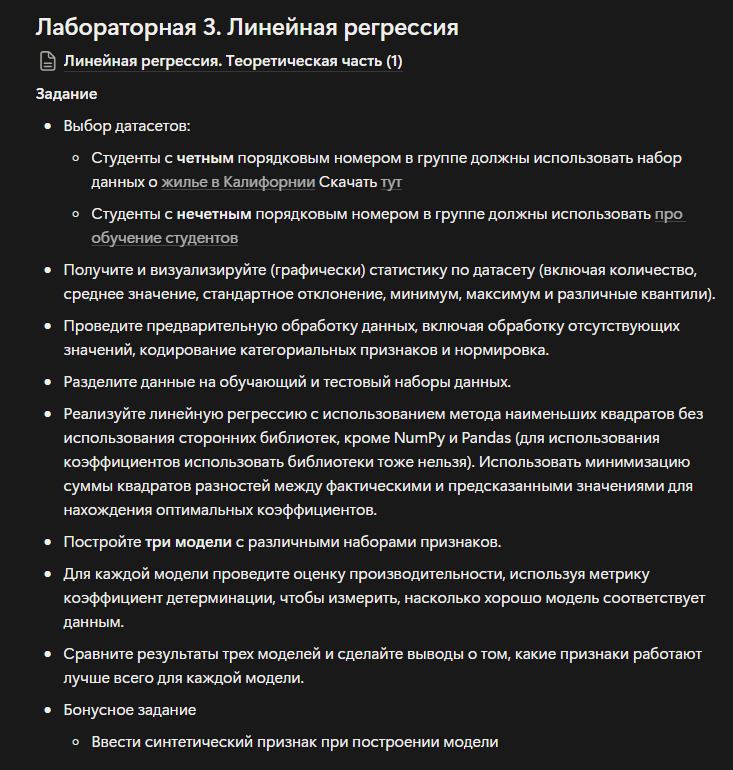 Лабораторная 3. Линейная регрессия
Линейная регрессия. Теоретическая часть (1)
Задание
Выбор датасетов:
Студенты с четным порядковым номером в группе должны использовать набор
данных о жилье в Калифорнии Скачать тут
Студенты с нечетным порядковым номером в группе должны использовать про
обучение студентов
Получите и визуализируйте (графически) статистику по датасету (включая количество,
среднее значение, стандартное отклонение, минимум, максимум и различные квантили).
Проведите предварительную обработку данных, включая обработку отсутствующих
значений, кодирование категориальных признаков и нормировка.
Разделите данные на обучающий и тестовый наборы данных.
Реализуйте линейную регрессию с использованием метода наименьших квадратов без
использования сторонних библиотек, кроме NumPy и Pandas (для использования
коэффициентов использовать библиотеки тоже нельзя). Использовать минимизацию
суммы квадратов разностей между фактическими и предсказанными значениями для
нахождения оптимальных коэффициентов.
Постройте три модели с различными наборами признаков.
Для каждой модели проведите оценку производительности, используя метрику
коэффициент детерминации, чтобы измерить, насколько хорошо модель соответствует
данным.
Сравните результаты трех моделей и сделайте выводы о том, какие признаки работают
лучше всего для каждой модели.
Бонусное задание
Ввести синтетический признак при построении модели